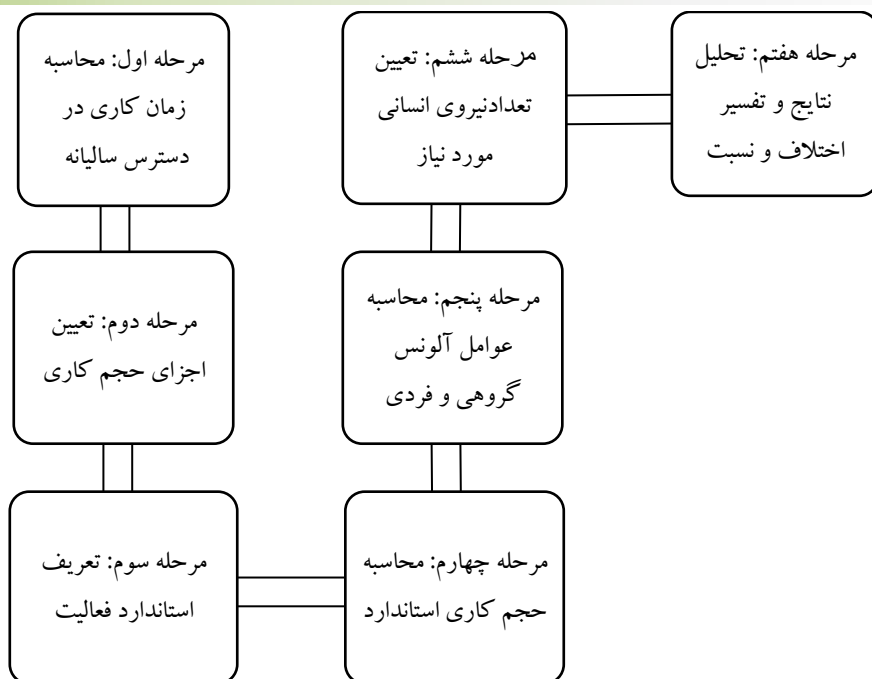 مرحله اول: محاسبه
زمان کاری در
دسترس سالیانه
مرحله دوم: تعیین
اجزای حجم کاری
مرحله سوم: تعریف
استاندارد فعالیت
مرحله چهارم: محاسبه
حجم کاری استاندارد
مرحله پنجم: محاسبه
عوامل آلونس
گروهی و فردی
مرحله ششم: تعیین
تعدادنیروی انسانی
مورد نیاز
مرحله هفتم: تحلیل
نتایج و تفسیر
اختلاف و نسبت